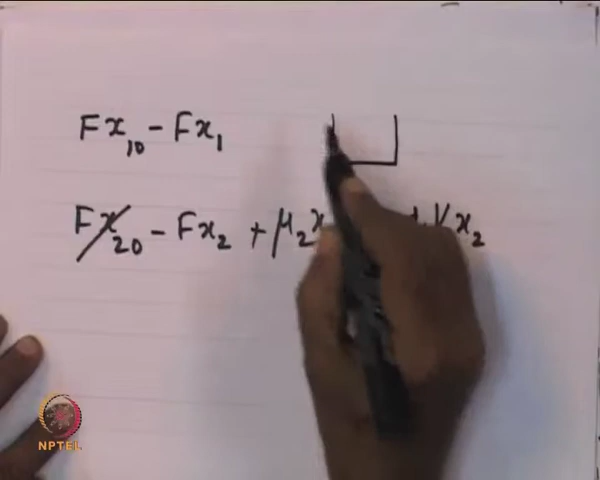 Fx₁₀ - Fx₁
Fx₂₀ - Fx₂ + μ₂x x₂
NPTEL